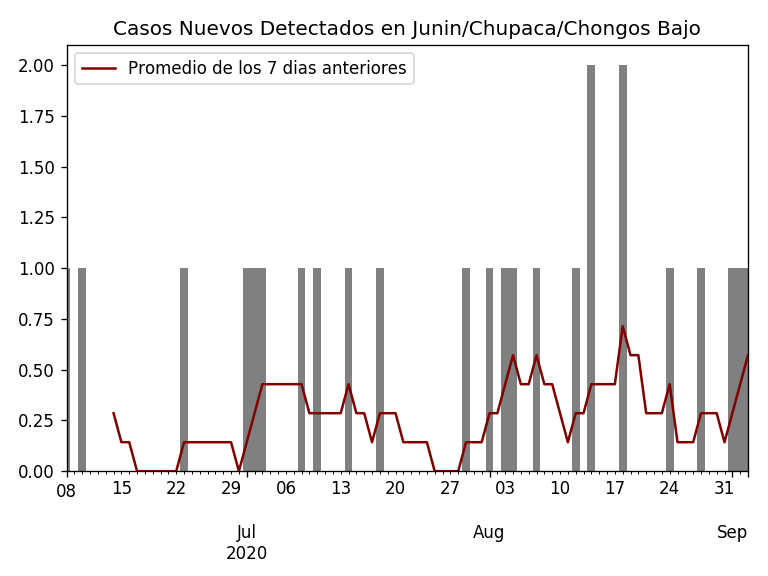 Casos Nuevos Detectados en Junin/Chupaca/Chongos Bajo
Promedio de los 7 dias anteriores
2.00
1.75
1.50
1.25
1.00
0.75
0.50
0.25
0.00
08 15 22 29 06 13 20 27 03 10 17 24 31
Jul Aug Sep
2020